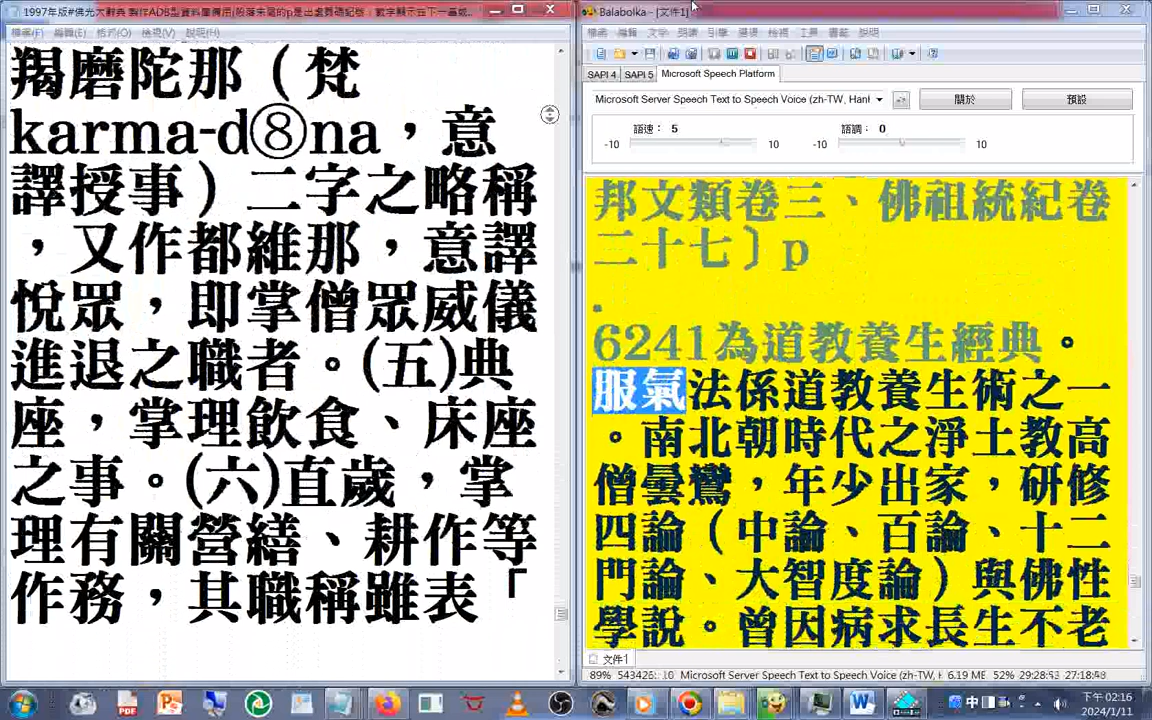 羯磨陀那（梵
karma-d⑧na，意
譯授事）二字之略稱
，又作都維那，意譯
悅眾，即掌僧眾威儀
進退之職者。(五)典
座，掌理飲食、床座
之事。(六)直歲，掌
理有關營繕、耕作等
作務，其職稱雖表「
Balabolka - [文件1]
SAPI 4 SAPI 5 Microsoft Speech Platform
Microsoft Server Speech Text to Speech Voice (zh-TW, Han
關於
預設
語速： 5
語調： 0
-10 10 -10 10
邦文類卷三、佛祖統紀卷
二十七〕p
.
6241為道教養生經典。
服氣法係道教養生術之一
。南北朝時代之淨土教高
僧曇鸞，年少出家，研修
四論（中論、百論、十二
門論、大智度論）與佛性
學說。曾因病求長生不老
文件1
Microsoft Server Speech Text to Speech Voice (zh-TW,
下午 02:16
2024/1/11